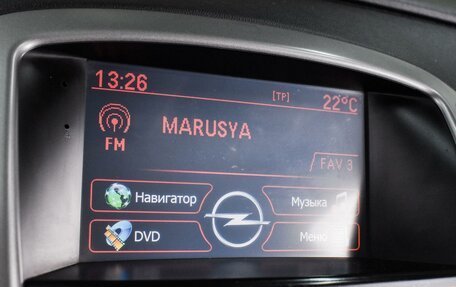 13:26
[TP]
22°C
FM
MARUSYA
FAV 3
Навигатор
Музыка
DVD
Меню